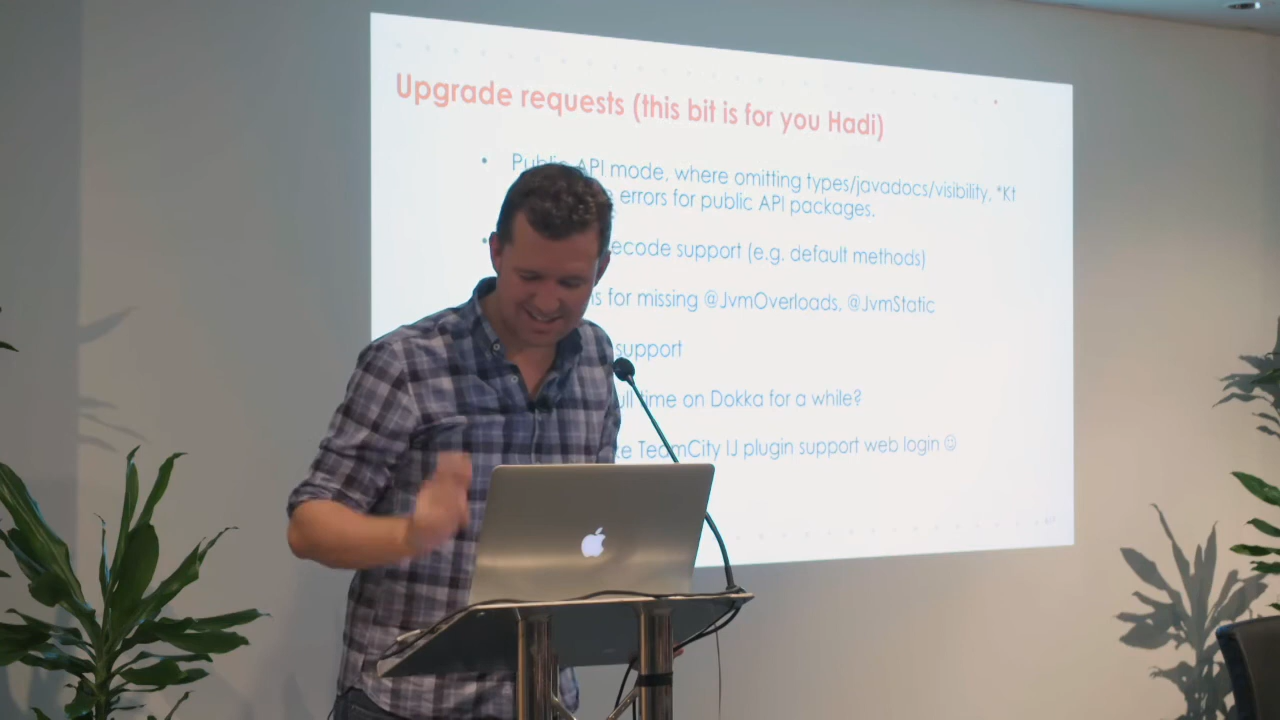 Upgrade requests (this bit is for you Hadi)
• Public API mode, where omitting types/javadocs/visibility, *Kt
errors for public API packages.
• support (e.g. default methods)
for missing @JvmOverloads, @JvmStatic
support
time on Dokka for a while?
TeamCity IJ plugin support web login ☺